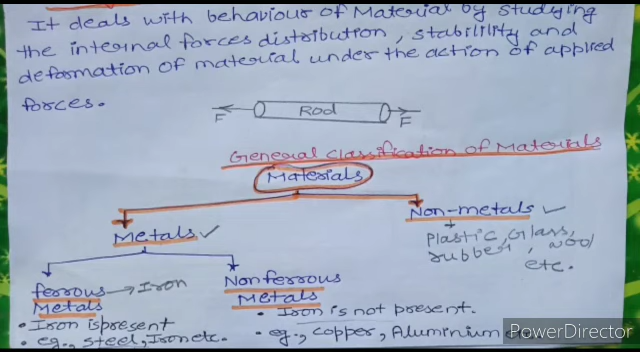 It deals with behaviour of Material by studying
the internal forces distribution, stabilility and
deformation of material under the action of applied
forces.
F Rod F
General Classification of Materials
Materials
Metals ✓ Non-metals ✓
Plastic, Glass,
rubber, wood
etc.
ferrous → Iron
Metals
Nonferrous
Metals
• Iron is present
• eg., steel, Iron etc.
• Iron is not present.
• eg., copper, Aluminium
PowerDirector